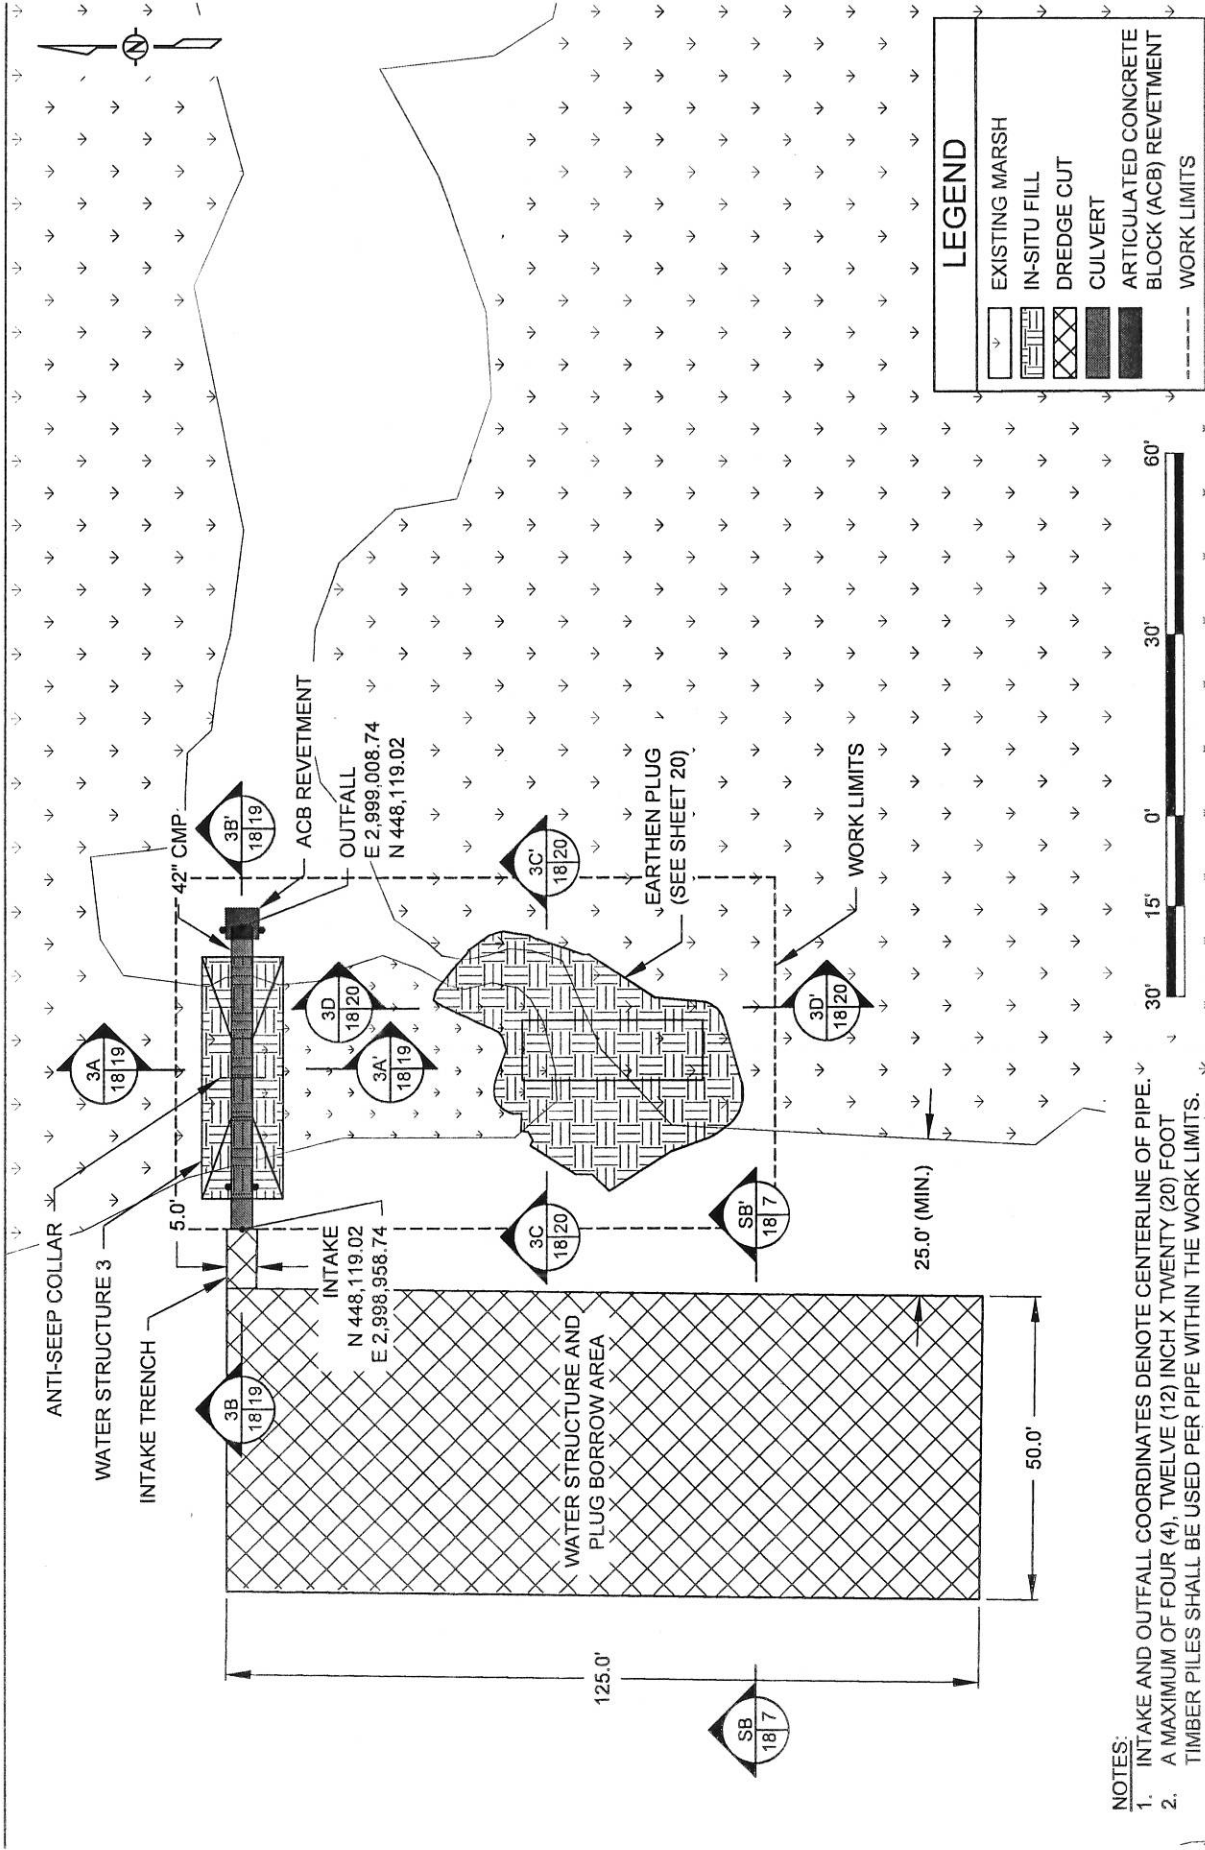 N
ANTI-SEEP COLLAR
WATER STRUCTURE 3
INTAKE TRENCH
5.0'
42" CMP
3A
18 19
3B'
18 19
ACB REVETMENT
OUTFALL
E 2,999,008.74
N 448,119.02
3D
18 20
3A'
18 19
INTAKE
N 448,119.02
E 2,998,958.74
3B
18 19
3C
18 20
3C'
18 20
EARTHEN PLUG
(SEE SHEET 20)
WATER STRUCTURE AND
PLUG BORROW AREA
SB'
18 7
3D'
18 20
WORK LIMITS
25.0' (MIN.)
125.0'
50.0'
SB
18 7
30'
15'
0'
30'
60'
LEGEND
EXISTING MARSH
IN-SITU FILL
DREDGE CUT
CULVERT
ARTICULATED CONCRETE
BLOCK (ACB) REVETMENT
WORK LIMITS
NOTES:
1. INTAKE AND OUTFALL COORDINATES DENOTE CENTERLINE OF PIPE.
2. A MAXIMUM OF FOUR (4), TWELVE (12) INCH X TWENTY (20) FOOT
TIMBER PILES SHALL BE USED PER PIPE WITHIN THE WORK LIMITS.